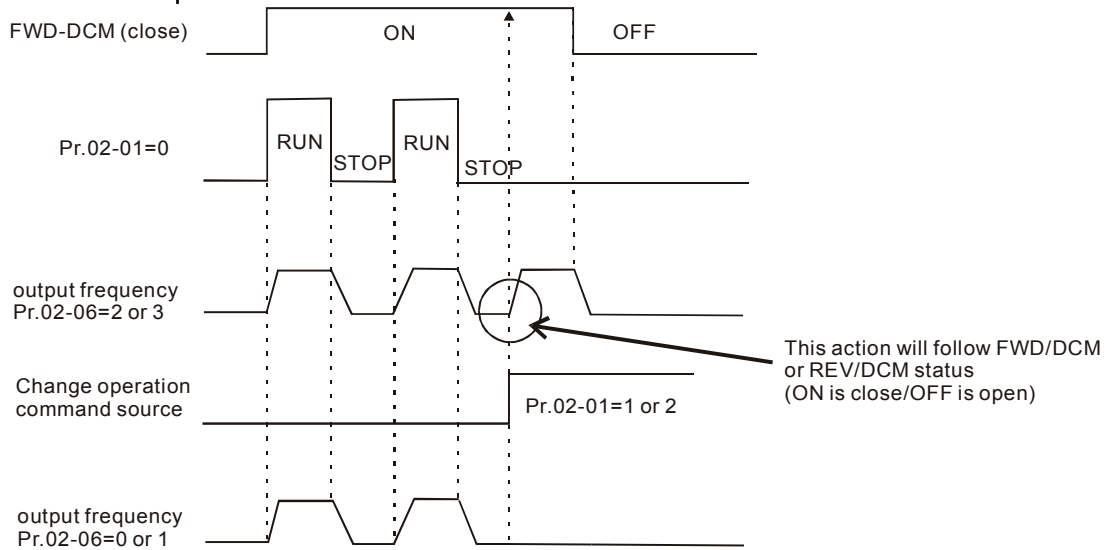 FWD-DCM (close)
ON
OFF
Pr.02-01=0
RUN
STOP
RUN
STOP
output frequency
Pr.02-06=2 or 3
This action will follow FWD/DCM
or REV/DCM status
(ON is close/OFF is open)
Change operation
command source
Pr.02-01=1 or 2
output frequency
Pr.02-06=0 or 1